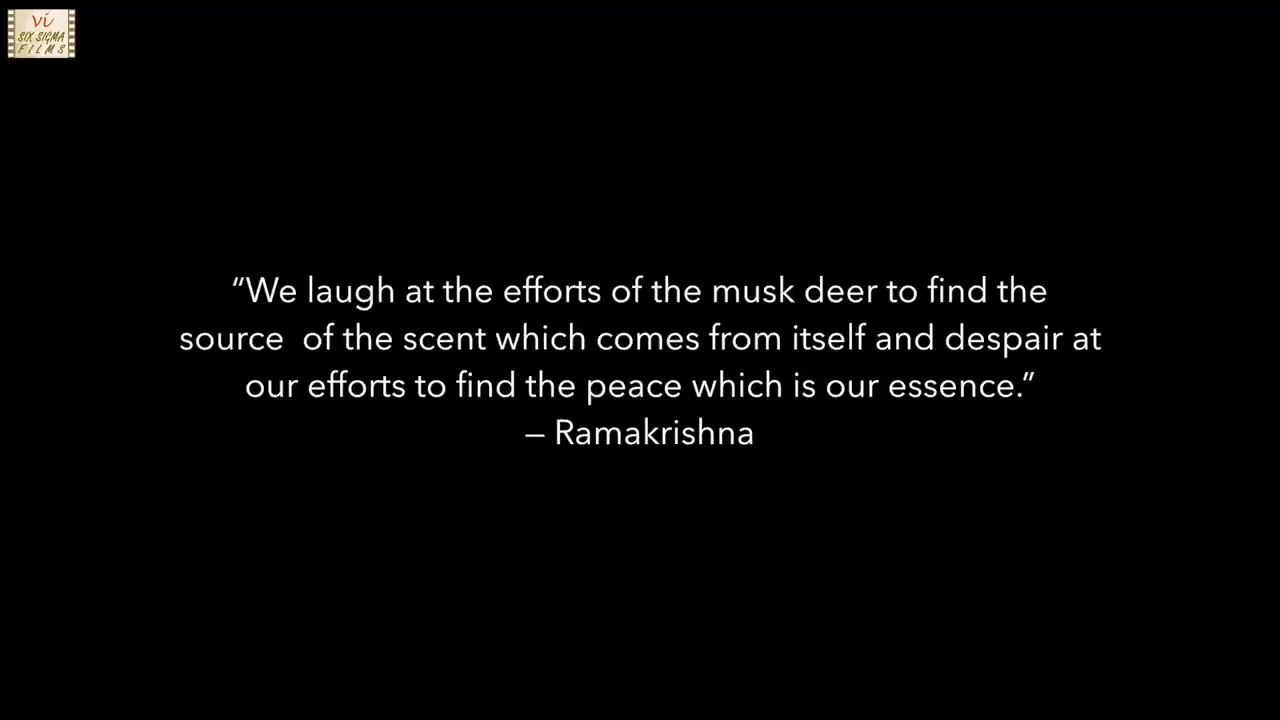 vi
SIX SIGMA
FILMS
“We laugh at the efforts of the musk deer to find the
source  of the scent which comes from itself and despair at
our efforts to find the peace which is our essence.”
– Ramakrishna